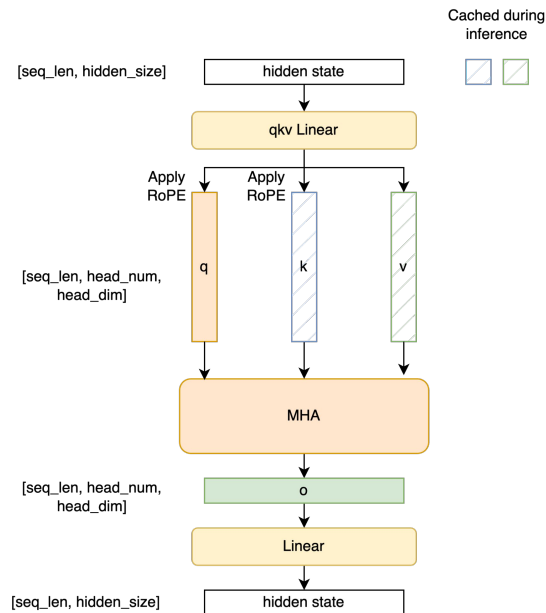 Cached during
inference
[seq_len, hidden_size]
hidden state
qkv Linear
Apply
RoPE
Apply
RoPE
q
k
v
[seq_len, head_num,
head_dim]
MHA
[seq_len, head_num,
head_dim]
o
Linear
[seq_len, hidden_size]
hidden state